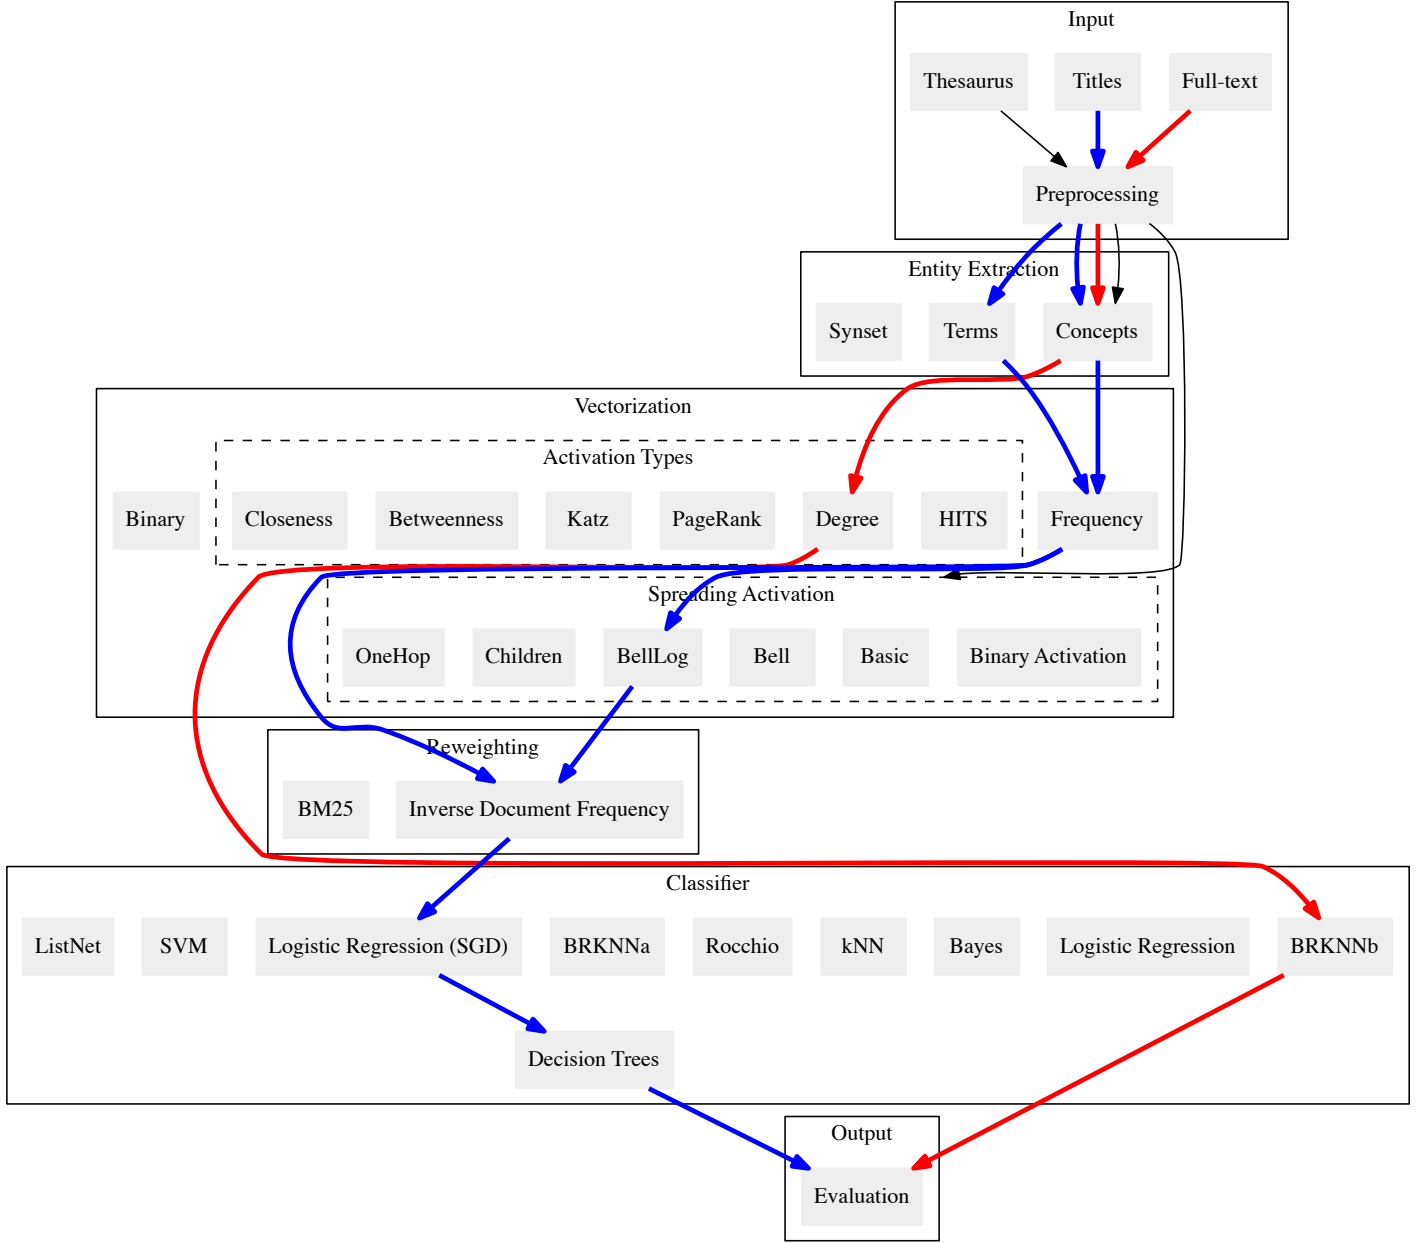 Input
Thesaurus
Titles
Full-text
Preprocessing
Entity Extraction
Synset
Terms
Concepts
Vectorization
Activation Types
Binary
Closeness
Betweenness
Katz
PageRank
Degree
HITS
Frequency
Spreading Activation
OneHop
Children
BellLog
Bell
Basic
Binary Activation
Reweighting
BM25
Inverse Document Frequency
Classifier
ListNet
SVM
Logistic Regression (SGD)
BRKNNa
Rocchio
kNN
Bayes
Logistic Regression
BRKNNb
Decision Trees
Output
Evaluation